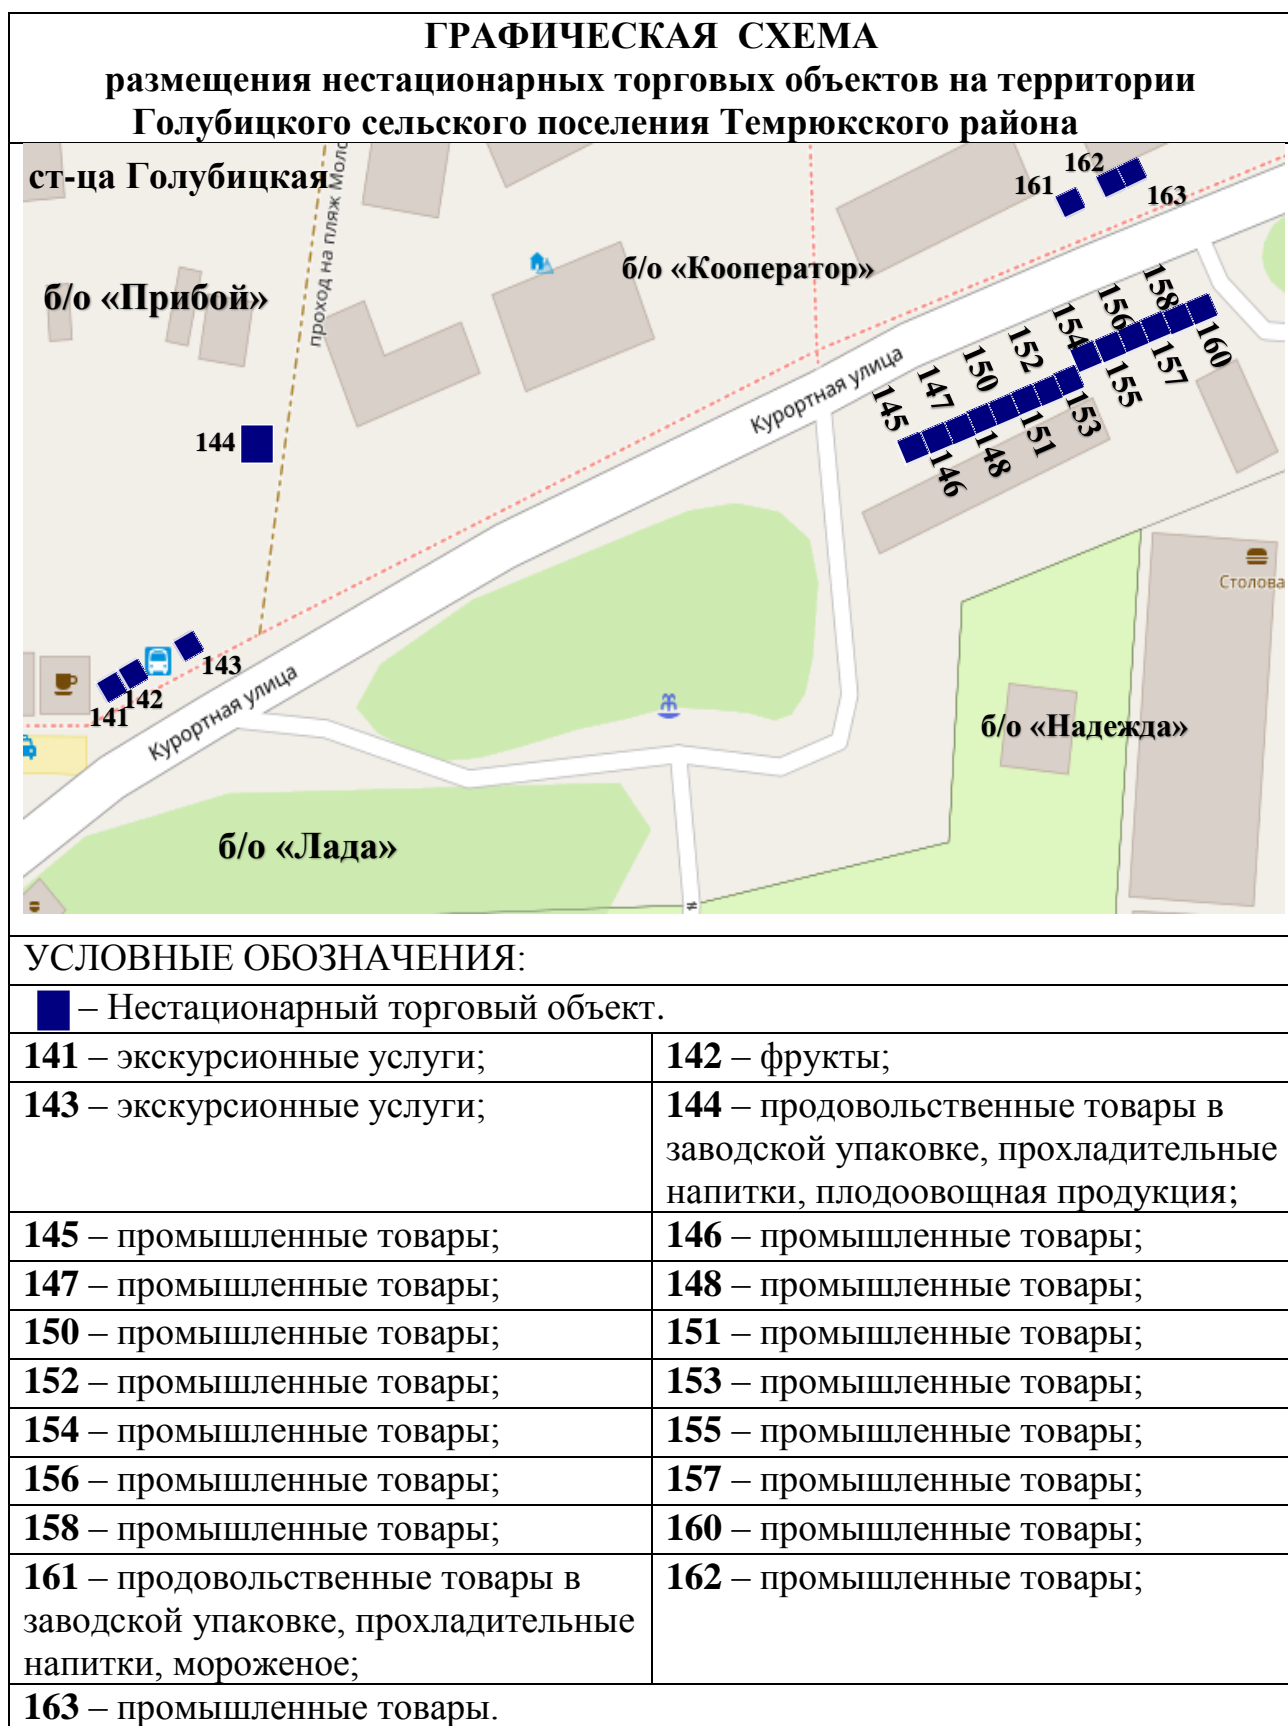 ГРАФИЧЕСКАЯ СХЕМА
размещения нестационарных торговых объектов на территории
Голубицкого сельского поселения Темрюкского района
ст-ца Голубицкая
проход на пляж Моло
162
161
163
б/о «Кооператор»
б/о «Прибой»
158
156
154
160
152
157
150
155
147
153
145
151
148
146
Курортная улица
144
Столова
143
142
141
Курортная улица
б/о «Надежда»
б/о «Лада»
УСЛОВНЫЕ ОБОЗНАЧЕНИЯ:
– Нестационарный торговый объект.
141 – экскурсионные услуги;
142 – фрукты;
143 – экскурсионные услуги;
144 – продовольственные товары в
заводской упаковке, прохладительные
напитки, плодоовощная продукция;
145 – промышленные товары;
146 – промышленные товары;
147 – промышленные товары;
148 – промышленные товары;
150 – промышленные товары;
151 – промышленные товары;
152 – промышленные товары;
153 – промышленные товары;
154 – промышленные товары;
155 – промышленные товары;
156 – промышленные товары;
157 – промышленные товары;
158 – промышленные товары;
160 – промышленные товары;
161 – продовольственные товары в
заводской упаковке, прохладительные
напитки, мороженое;
162 – промышленные товары;
163 – промышленные товары.